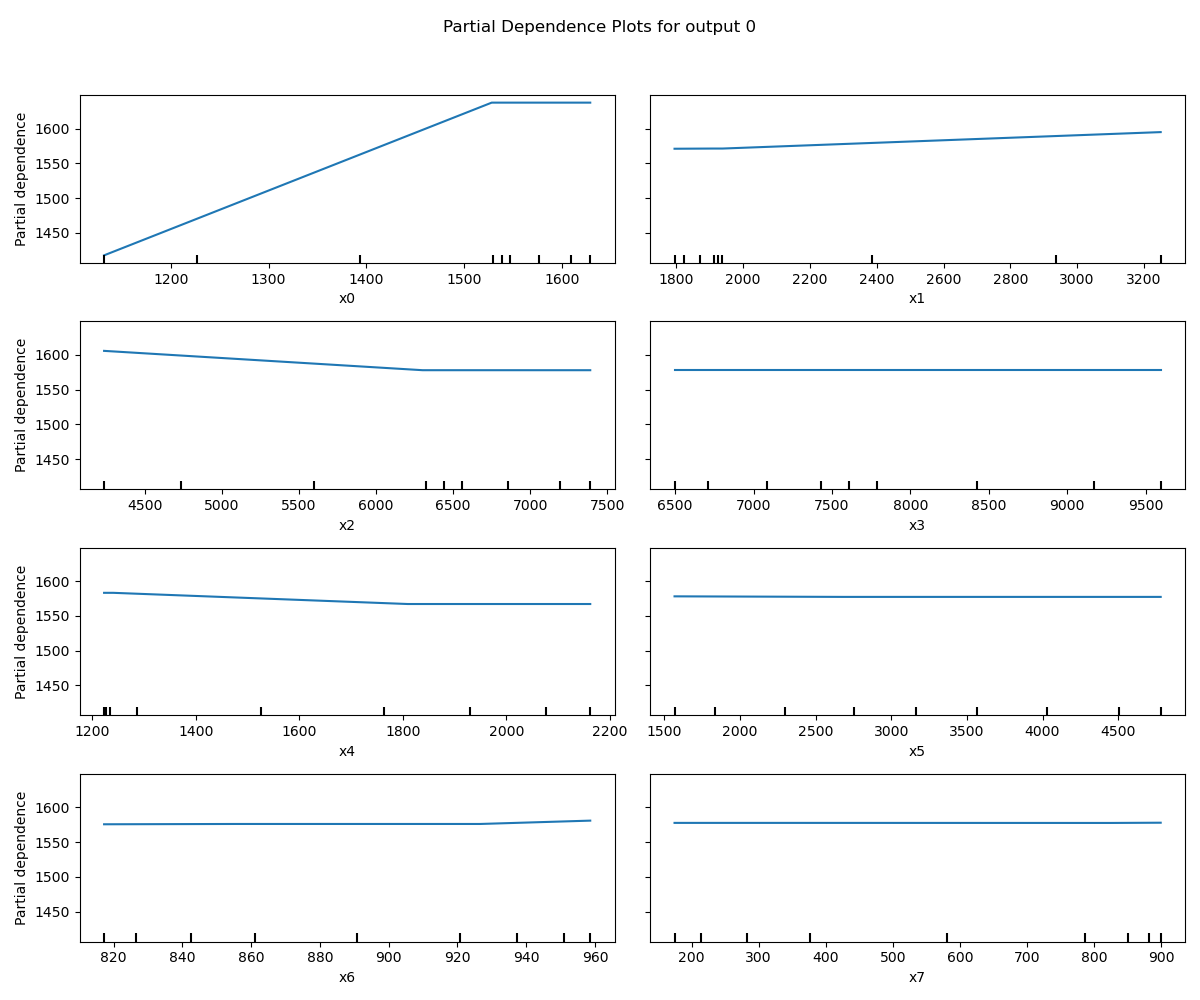 Partial Dependence Plots for output 0
Partial dependence
1600
1550
1500
1450
1200 1300 1400 1500 1600
x0
1800 2000 2200 2400 2600 2800 3000 3200
x1
Partial dependence
1600
1550
1500
1450
4500 5000 5500 6000 6500 7000 7500
x2
6500 7000 7500 8000 8500 9000 9500
x3
Partial dependence
1600
1550
1500
1450
1200 1400 1600 1800 2000 2200
x4
1500 2000 2500 3000 3500 4000 4500
x5
Partial dependence
1600
1550
1500
1450
820 840 860 880 900 920 940 960
x6
200 300 400 500 600 700 800 900
x7